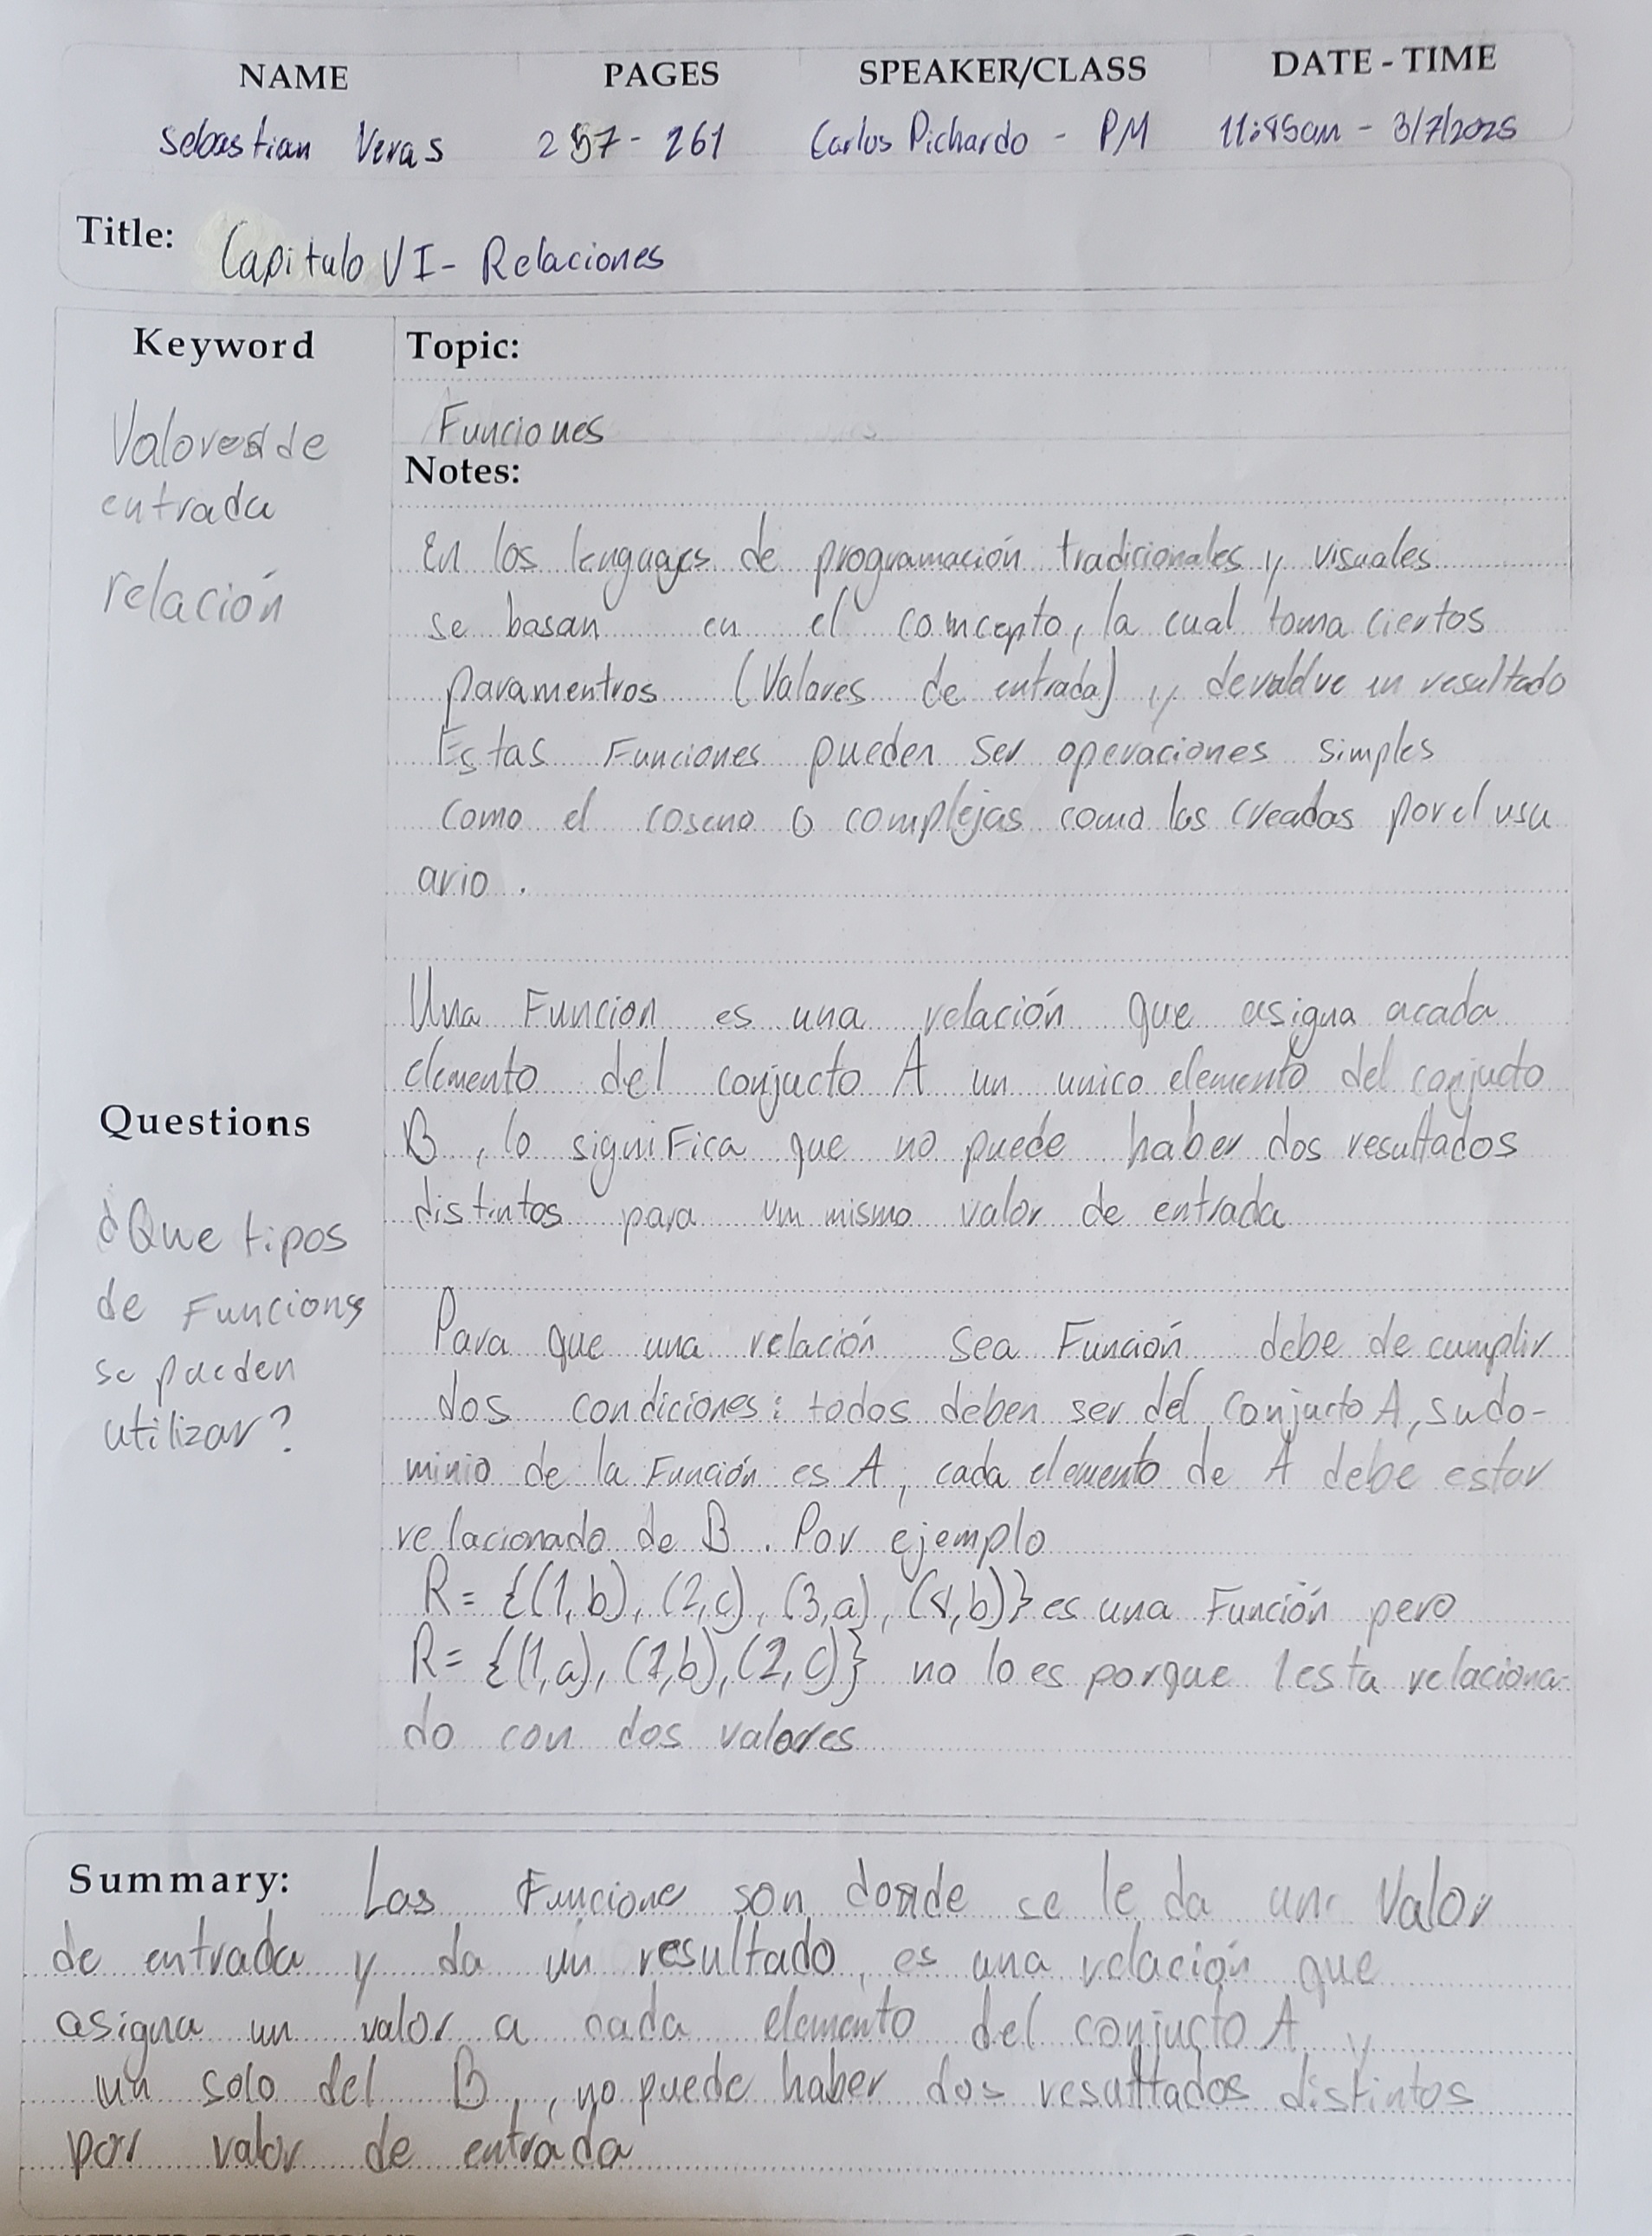 NAME PAGES SPEAKER/CLASS DATE - TIME
Sebastian Veras 257 - 261 Carlos Pichardo - PM 11:45am - 3/7/2025
Title: Capitulo VI - Relaciones
Keyword
Valores de
entrada
relación
Topic:
Funciones
Notes:
En los lenguages de programación tradicionales y visuales
se basan en el comcepto, la cual toma ciertos
paramentros (Valores de entrada) y devuelve un resultado
Estas Funciones pueden ser operaciones simples
como el coseno o complejas como las creadas por el usu
ario.
Una Funcion es una relación que asigna acada
elemento del conjucto A un unico elemento del conjucto
B, lo significa que no puede haber dos resultados
distintos para um mismo valor de entrada
Para que una relación sea Función debe de cumplir
dos condiciones: todos deben ser del conjucto A, su do-
minio de la Función es A, cada elemento de A debe estar
relacionado de B. Por ejemplo
R= {(1,b), (2,c), (3,a), (4,b)} es una Función pero
R= {(1,a), (1,b), (2,c)} no lo es porque 1 esta relaciona-
do con dos valores
Questions
¿Que tipos
de Funcions
se pueden
utilizar?
Summary: Las Funcione son donde se le da un Valor
de entrada y da un resultado, es una relación que
asigna un valor a cada elemento del conjucto A y
un solo del B, no puede haber dos resultados distintos
por valor de entrada